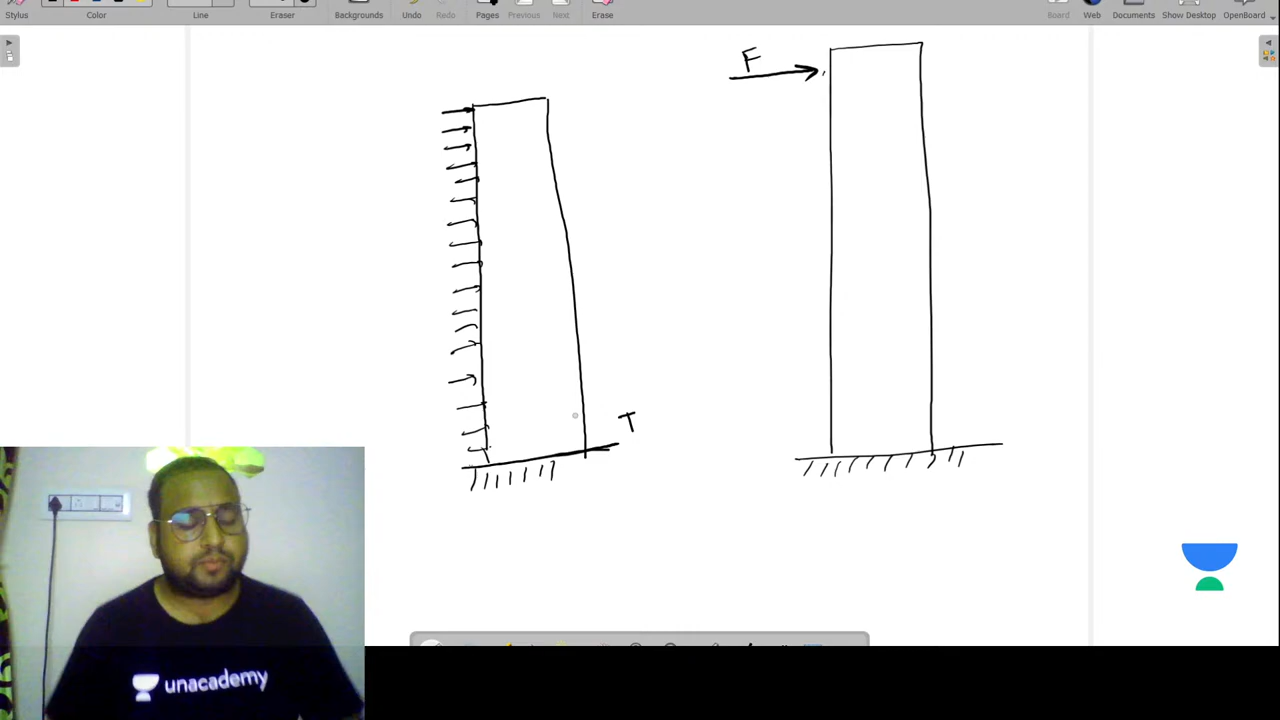 Stylus
Color
Line
Eraser
Backgrounds
Undo
Redo
Pages
Previous
Next
Erase
Board
Web
Documents
Show Desktop
OpenBoard
F
T
unacademy